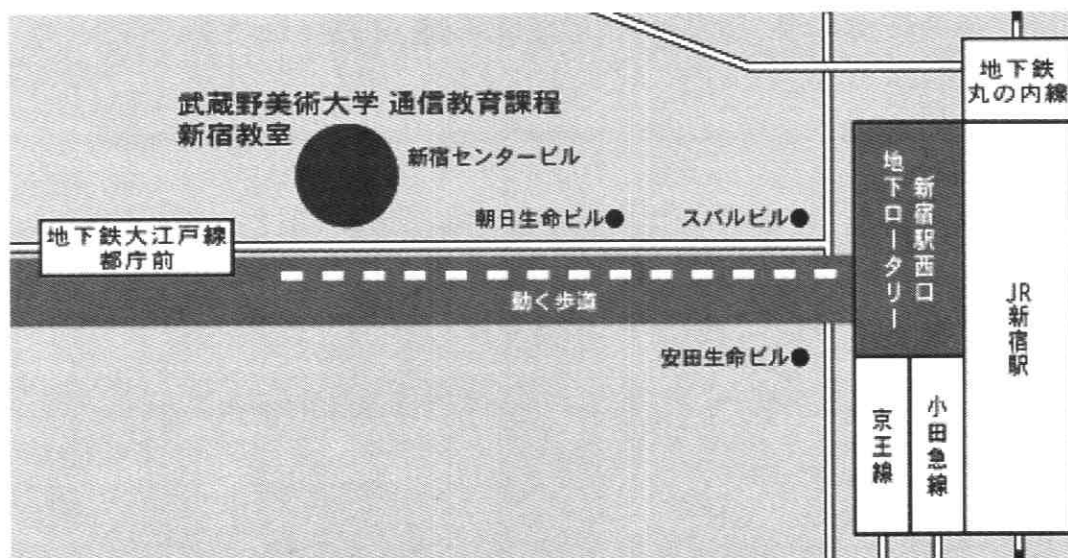 武蔵野美術大学 通信教育課程
新宿教室
新宿センタービル
朝日生命ビル
スバルビル
地下鉄大江戸線
都庁前
動く歩道
安田生命ビル
地下鉄
丸の内線
新宿駅西口
地下ロータリー
JR新宿駅
京王線
小田急線